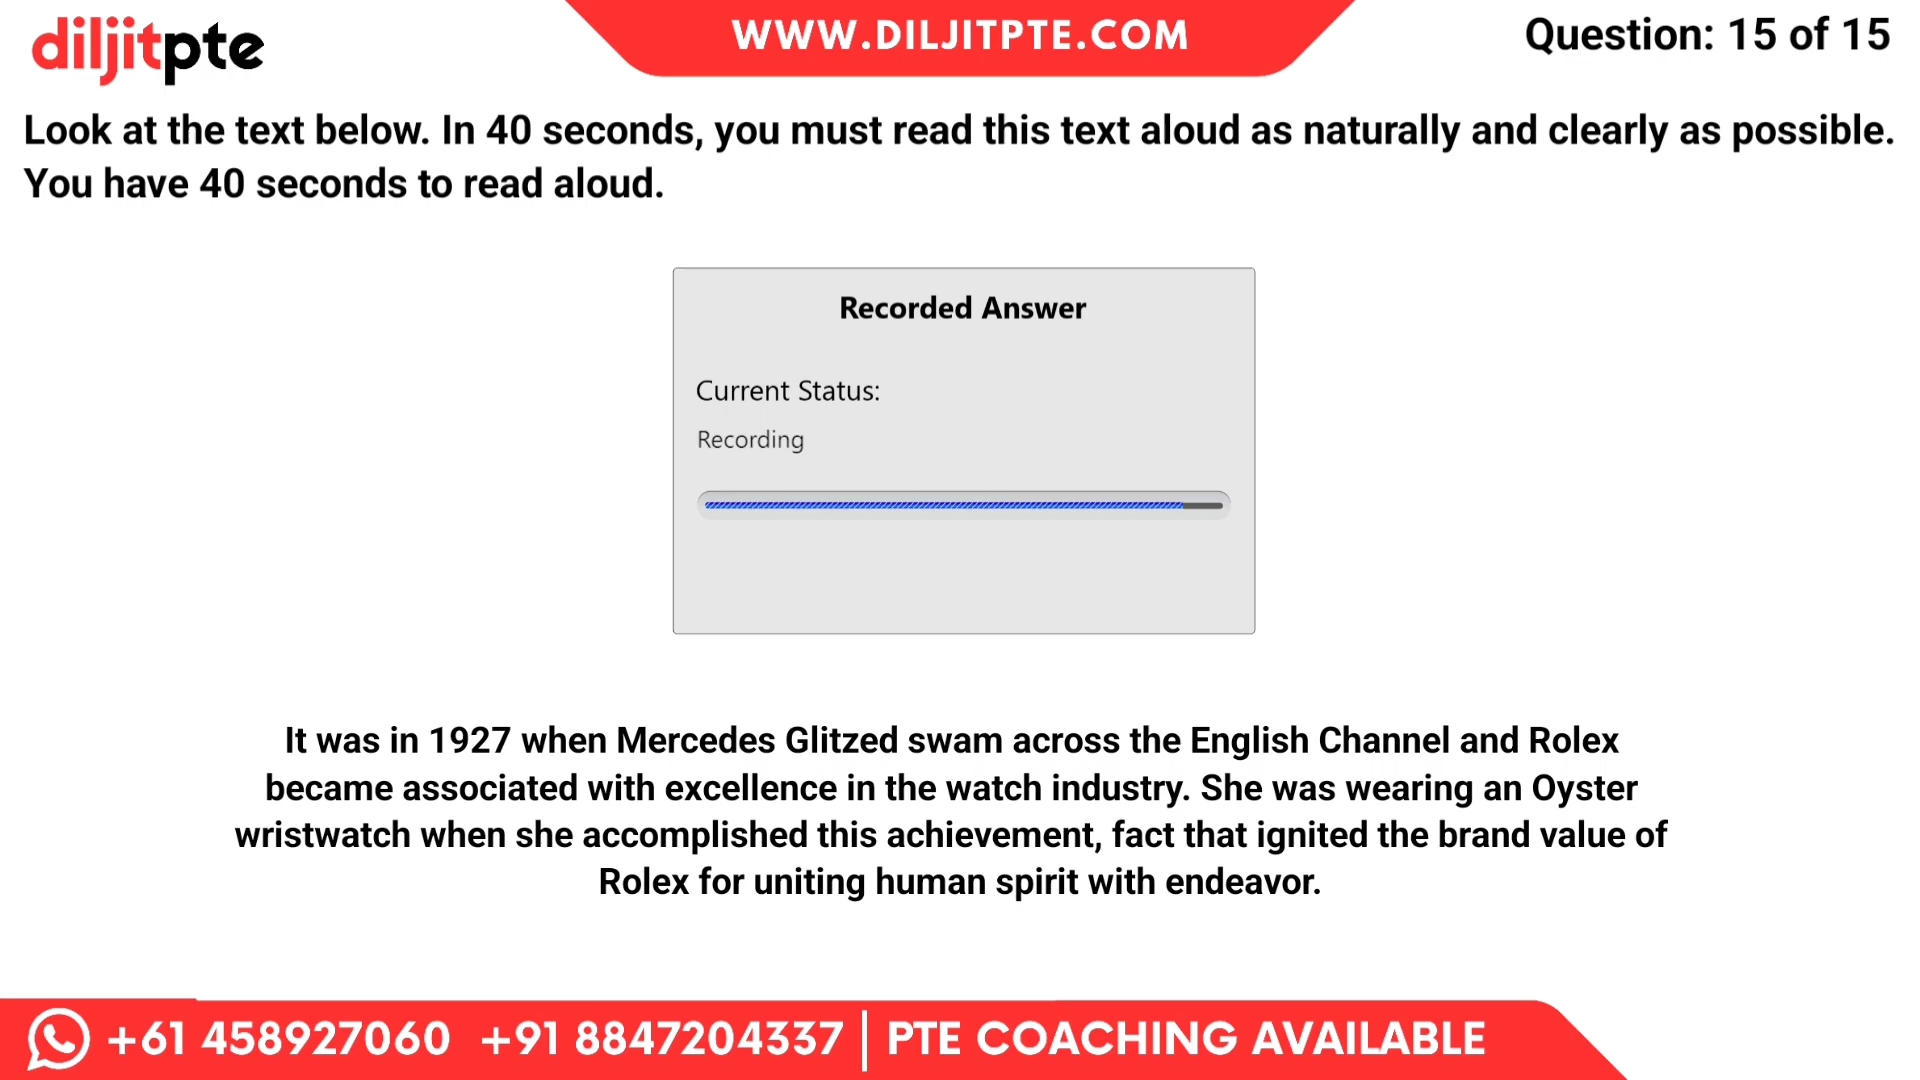 diljitpte
WWW.DILJITPTE.COM
Question: 15 of 15
Look at the text below. In 40 seconds, you must read this text aloud as naturally and clearly as possible.
You have 40 seconds to read aloud.
Recorded Answer
Current Status:
Recording
It was in 1927 when Mercedes Glitzed swam across the English Channel and Rolex
became associated with excellence in the watch industry. She was wearing an Oyster
wristwatch when she accomplished this achievement, fact that ignited the brand value of
Rolex for uniting human spirit with endeavor.
+61 458927060 +91 8847204337 | PTE COACHING AVAILABLE